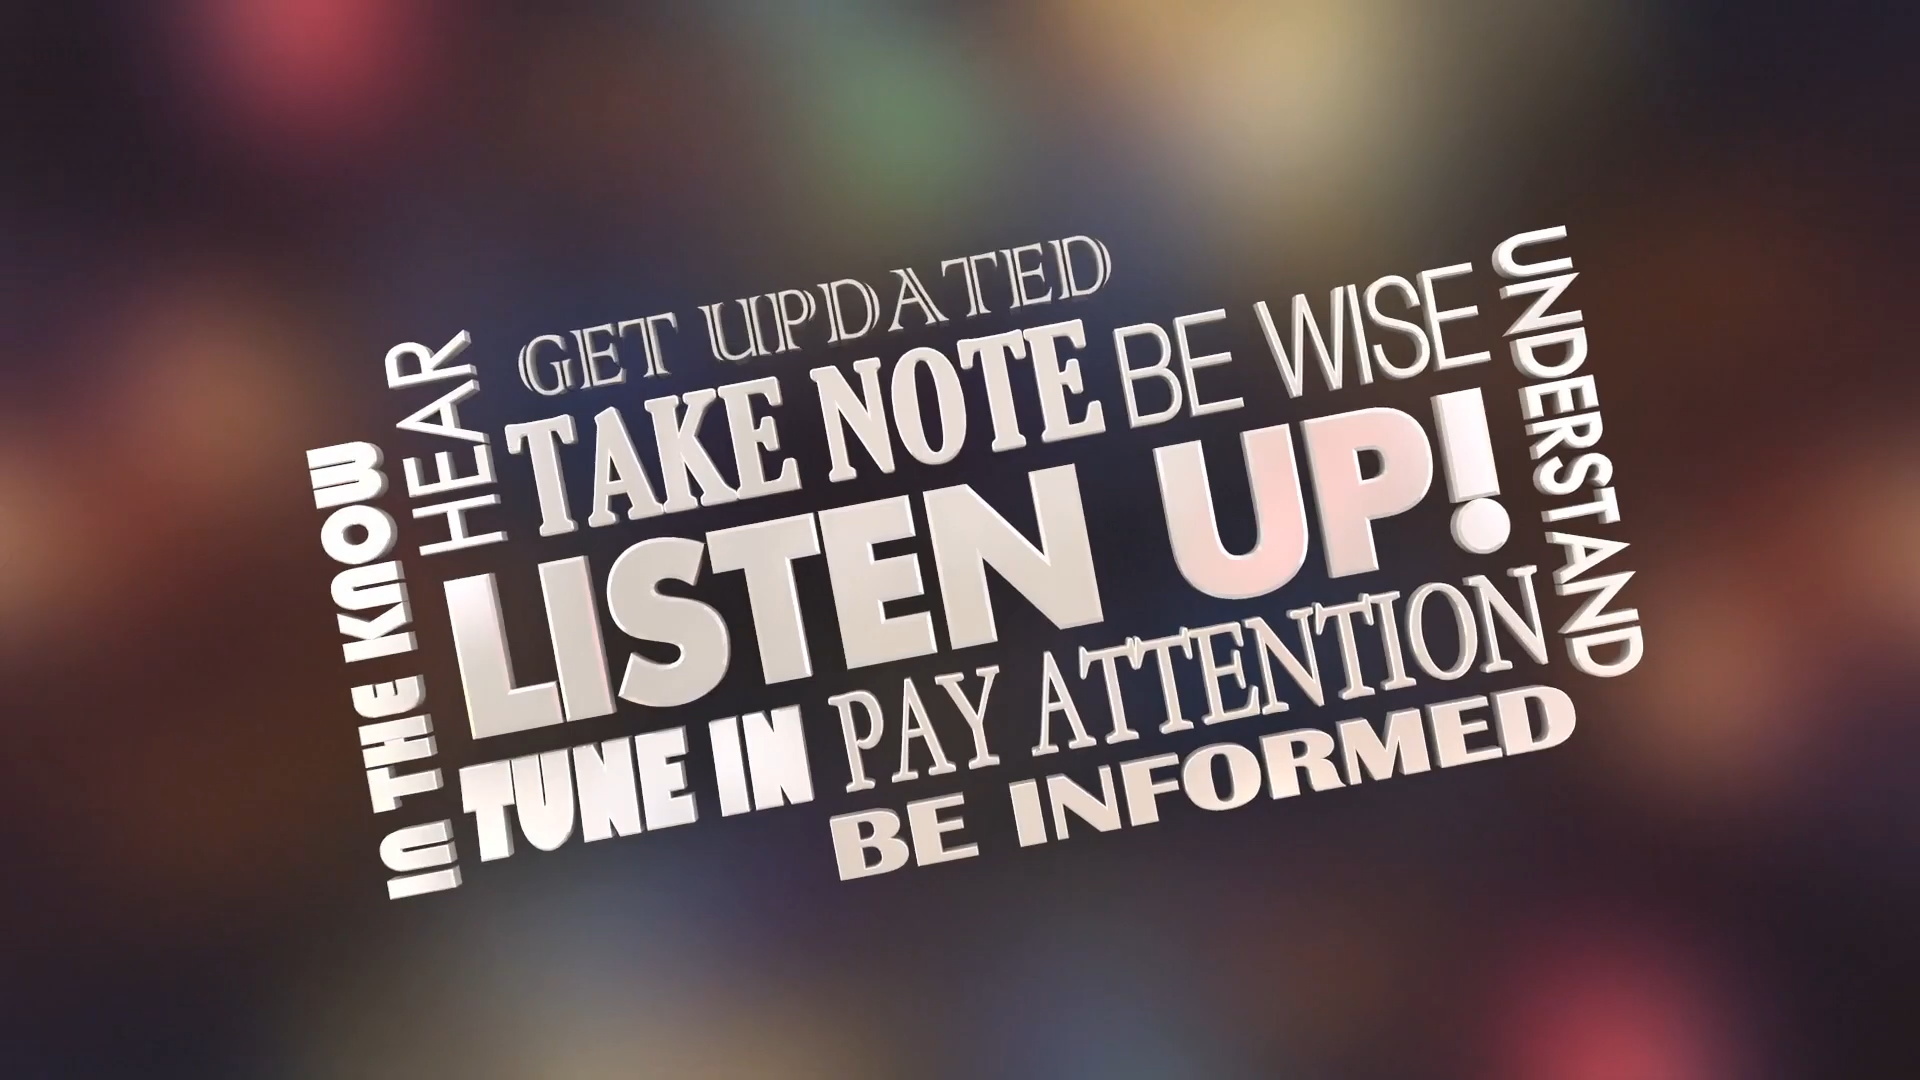 GET UPDATED
HEAR
TAKE NOTE
BE WISE
UNDERSTAND
In THE KnOW
LISTEN UP!
TUNE IN
PAY ATTENTION
BE INFORMED